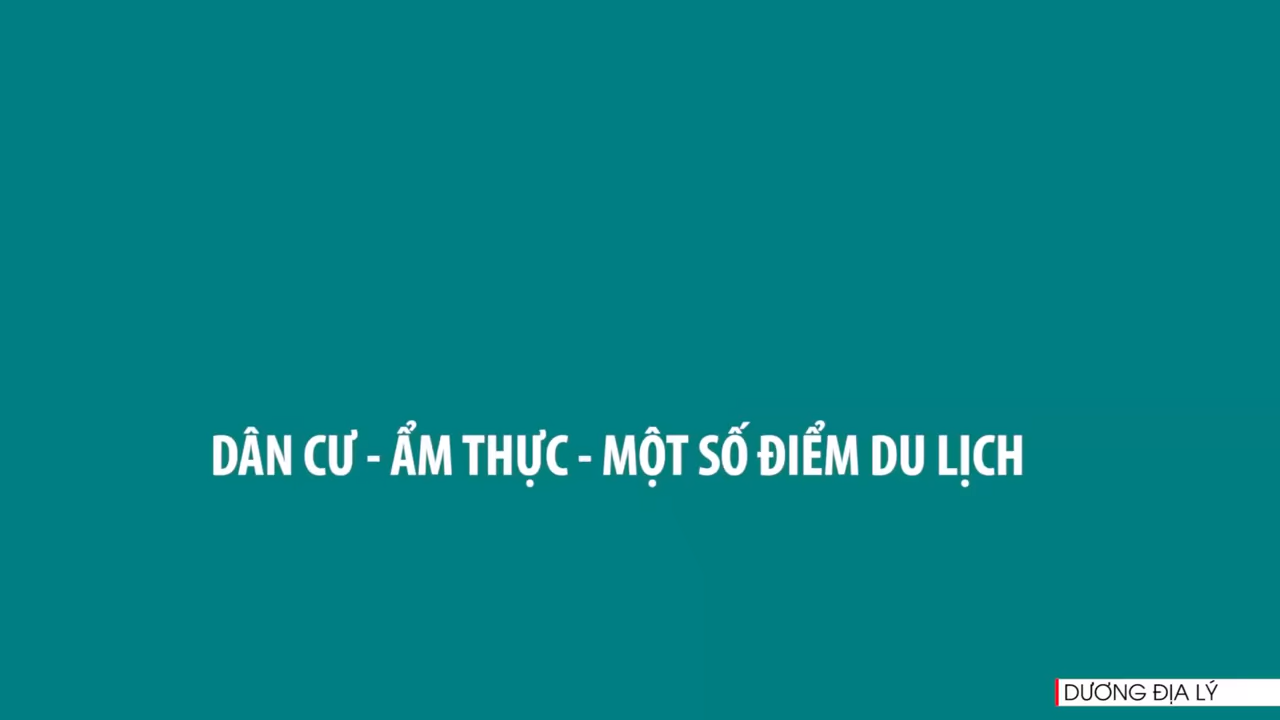 DÂN CƯ - ẨM THỰC - MỘT SỐ ĐIỂM DU LỊCH
DƯƠNG ĐỊA LÝ